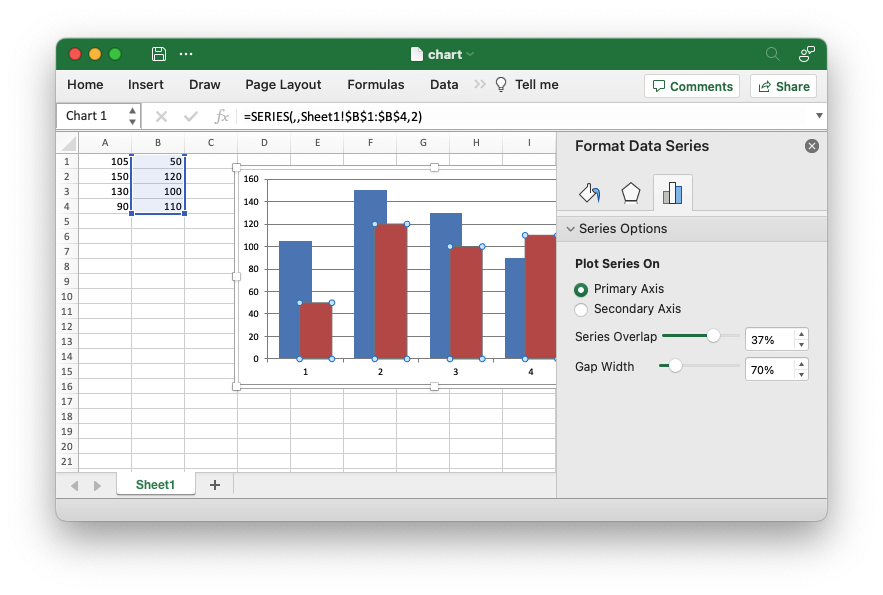 chart
Home Insert Draw Page Layout Formulas Data Tell me Comments Share
Chart 1 fx =SERIES(,,Sheet1!$B$1:$B$4,2)
A B C D E F G H I
1 105 50
2 150 120
3 130 100
4 90 110
5
6
7
8
9
10
11
12
13
14
15
16
17
18
19
20
21
160
140
120
100
80
60
40
20
0
1 2 3 4
Format Data Series
Series Options
Plot Series On
Primary Axis
Secondary Axis
Series Overlap 37%
Gap Width 70%
Sheet1